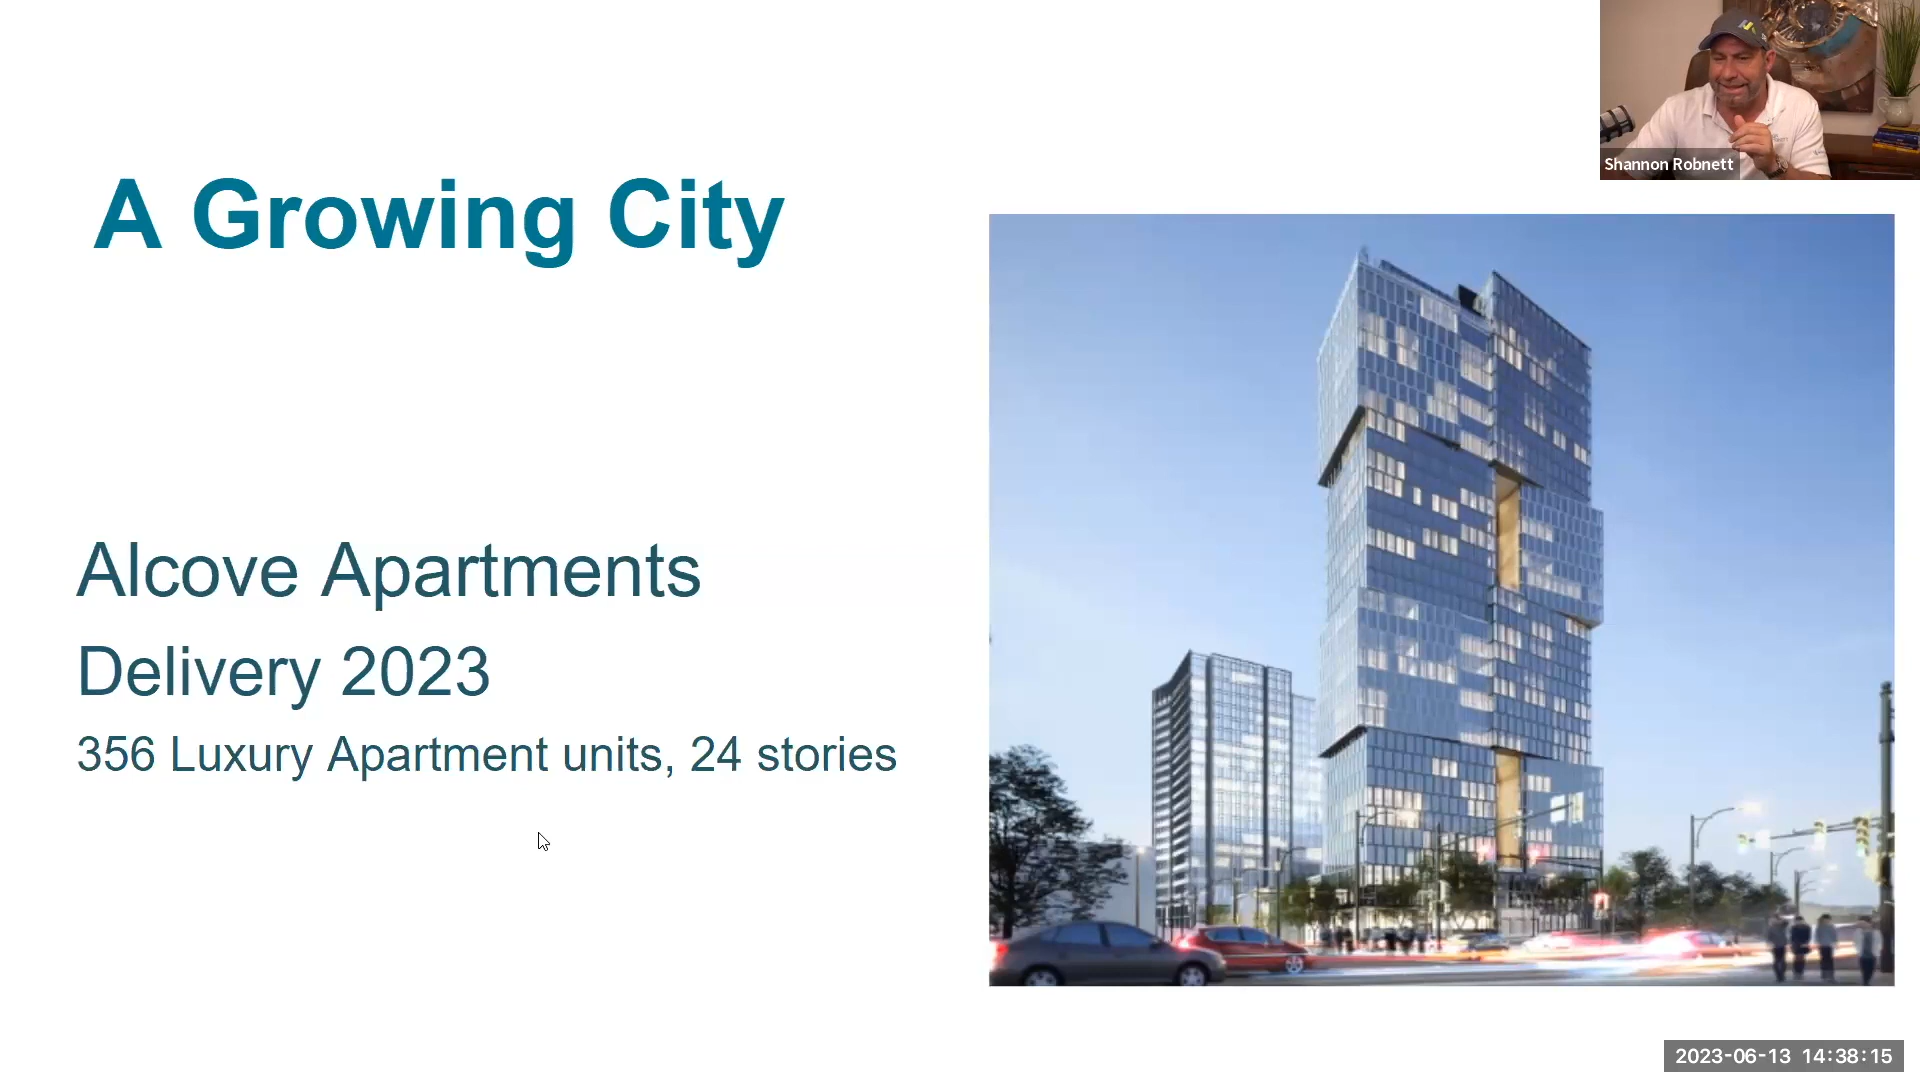 Shannon Robnett
A Growing City
Alcove Apartments
Delivery 2023
356 Luxury Apartment units, 24 stories
2023-06-13 14:38:15